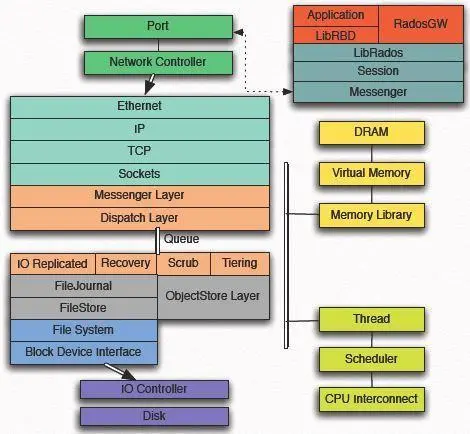 Port
Network Controller
Ethernet
IP
TCP
Sockets
Messenger Layer
Dispatch Layer
Queue
IO Replicated
Recovery
Scrub
Tiering
FileJournal
FileStore
ObjectStore Layer
File System
Block Device Interface
IO Controller
Disk
Application
LibRBD
RadosGW
LibRados
Session
Messenger
DRAM
Virtual Memory
Memory Library
Thread
Scheduler
CPU Interconnect